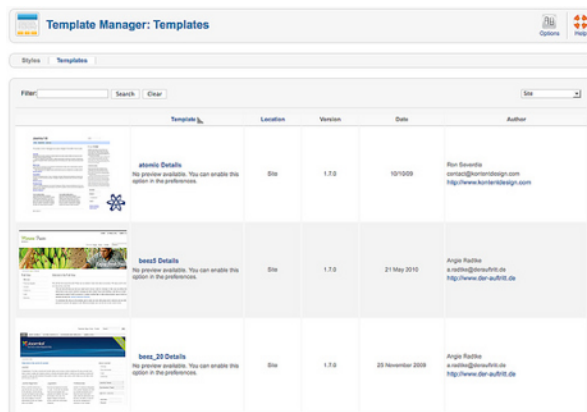 Template Manager: Templates
Options
Help
Styles
Templates
Filter:
Search
Clear
Site
Template
Location
Version
Date
Author
atomic Details
No preview available. You can enable this
option in the preferences.
Site
1.7.0
10/10/09
Ron Severdia
contact@kontentdesign.com
http://www.kontentdesign.com
beez5 Details
No preview available. You can enable this
option in the preferences.
Site
1.7.0
21 May 2010
Angie Radtke
a.radtke@derauftritt.de
http://www.der-auftritt.de
beez_20 Details
No preview available. You can enable this
option in the preferences.
Site
1.7.0
25 November 2009
Angie Radtke
a.radtke@derauftritt.de
http://www.der-auftritt.de